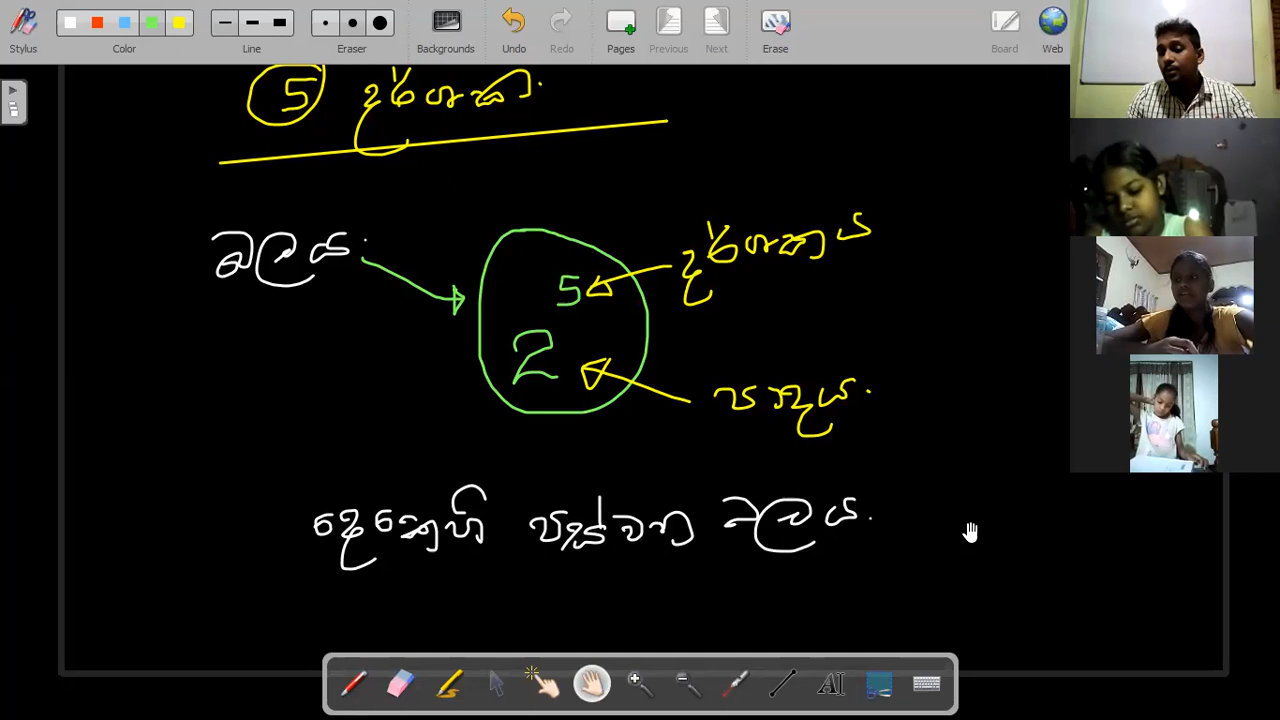 Stylus Color Line Eraser Backgrounds Undo Redo Pages Previous Next Erase Board Web
5 දර්ශක.
බලය. 5 දර්ශකය
2 පාදය.
දෙකෙහි පස්වන බලය.
AI